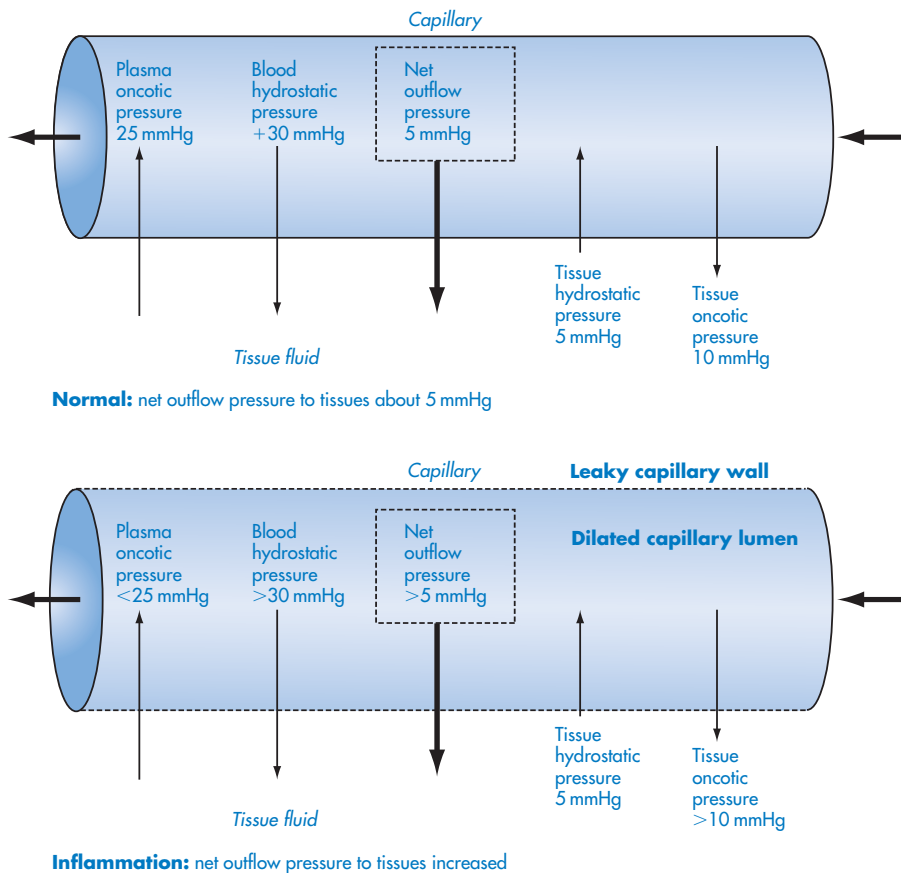 Capillary
Plasma
oncotic
pressure
25 mmHg
Blood
hydrostatic
pressure
+30 mmHg
Net
outflow
pressure
5 mmHg
Tissue
hydrostatic
pressure
5 mmHg
Tissue
oncotic
pressure
10 mmHg
Tissue fluid
Normal: net outflow pressure to tissues about 5 mmHg
Capillary
Leaky capillary wall
Plasma
oncotic
pressure
<25 mmHg
Blood
hydrostatic
pressure
>30 mmHg
Net
outflow
pressure
>5 mmHg
Dilated capillary lumen
Tissue
hydrostatic
pressure
5 mmHg
Tissue
oncotic
pressure
>10 mmHg
Tissue fluid
Inflammation: net outflow pressure to tissues increased